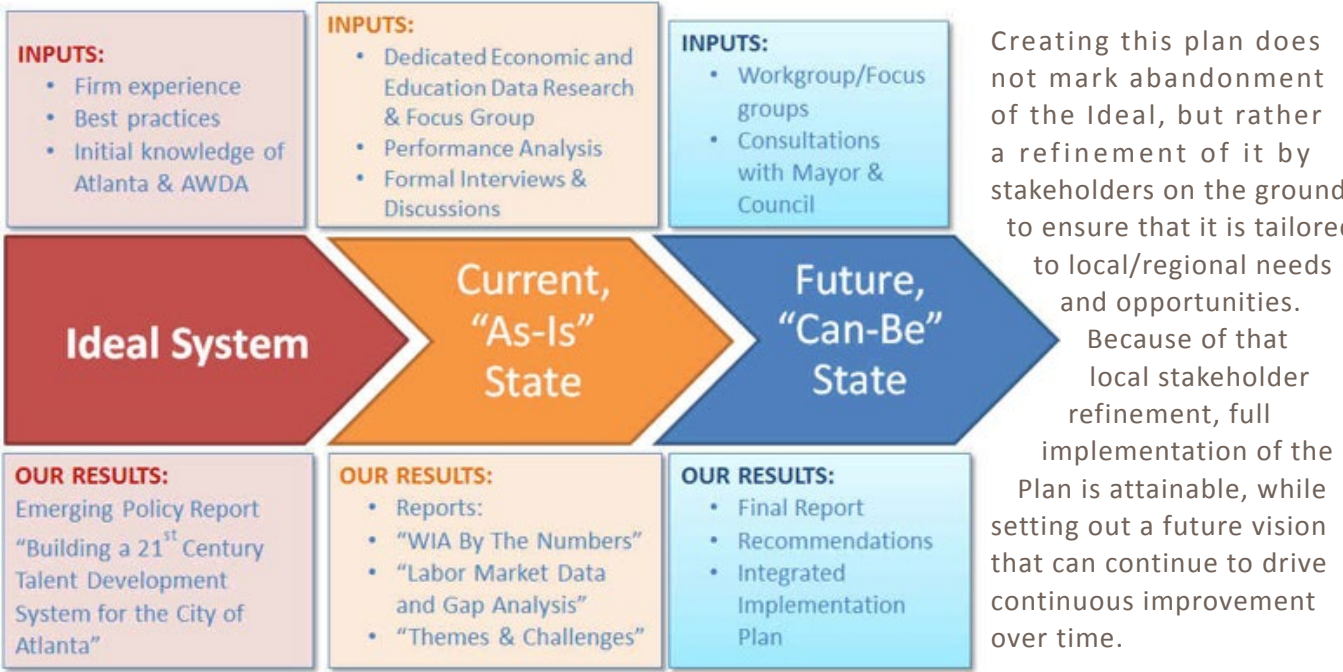 INPUTS:
• Firm experience
• Best practices
• Initial knowledge of
Atlanta & AWDA
INPUTS:
• Dedicated Economic and
Education Data Research
& Focus Group
• Performance Analysis
• Formal Interviews &
Discussions
INPUTS:
• Workgroup/Focus
groups
• Consultations
with Mayor &
Council
Ideal System
Current,
“As-Is”
State
Future,
“Can-Be”
State
OUR RESULTS:
Emerging Policy Report
“Building a 21st Century
Talent Development
System for the City of
Atlanta”
OUR RESULTS:
• Reports:
• “WIA By The Numbers”
• “Labor Market Data
and Gap Analysis”
• “Themes & Challenges”
OUR RESULTS:
• Final Report
• Recommendations
• Integrated
Implementation
Plan
Creating this plan does
not mark abandonment
of the Ideal, but rather
a refinement of it by
stakeholders on the ground
to ensure that it is tailored
to local/regional needs
and opportunities.
Because of that
local stakeholder
refinement, full
implementation of the
Plan is attainable, while
setting out a future vision
that can continue to drive
continuous improvement
over time.